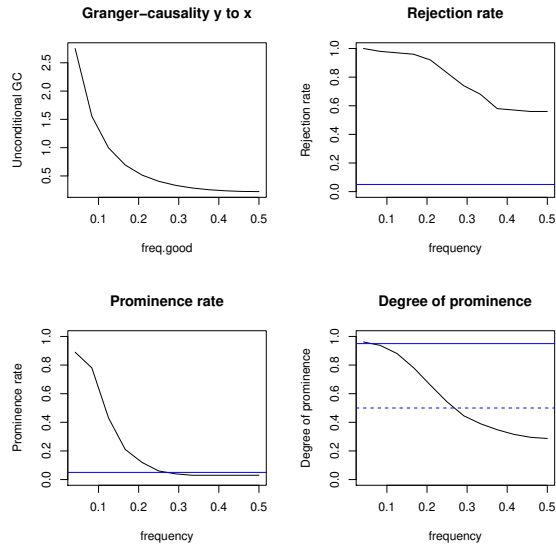 Granger−causality y to x
Unconditional GC
2.5
2.0
1.5
1.0
0.5
0.1 0.2 0.3 0.4 0.5
freq.good
Rejection rate
Rejection rate
1.0
0.8
0.6
0.4
0.2
0.0
0.1 0.2 0.3 0.4 0.5
frequency
Prominence rate
Prominence rate
1.0
0.8
0.6
0.4
0.2
0.0
0.1 0.2 0.3 0.4 0.5
frequency
Degree of prominence
Degree of prominence
1.0
0.8
0.6
0.4
0.2
0.0
0.1 0.2 0.3 0.4 0.5
frequency